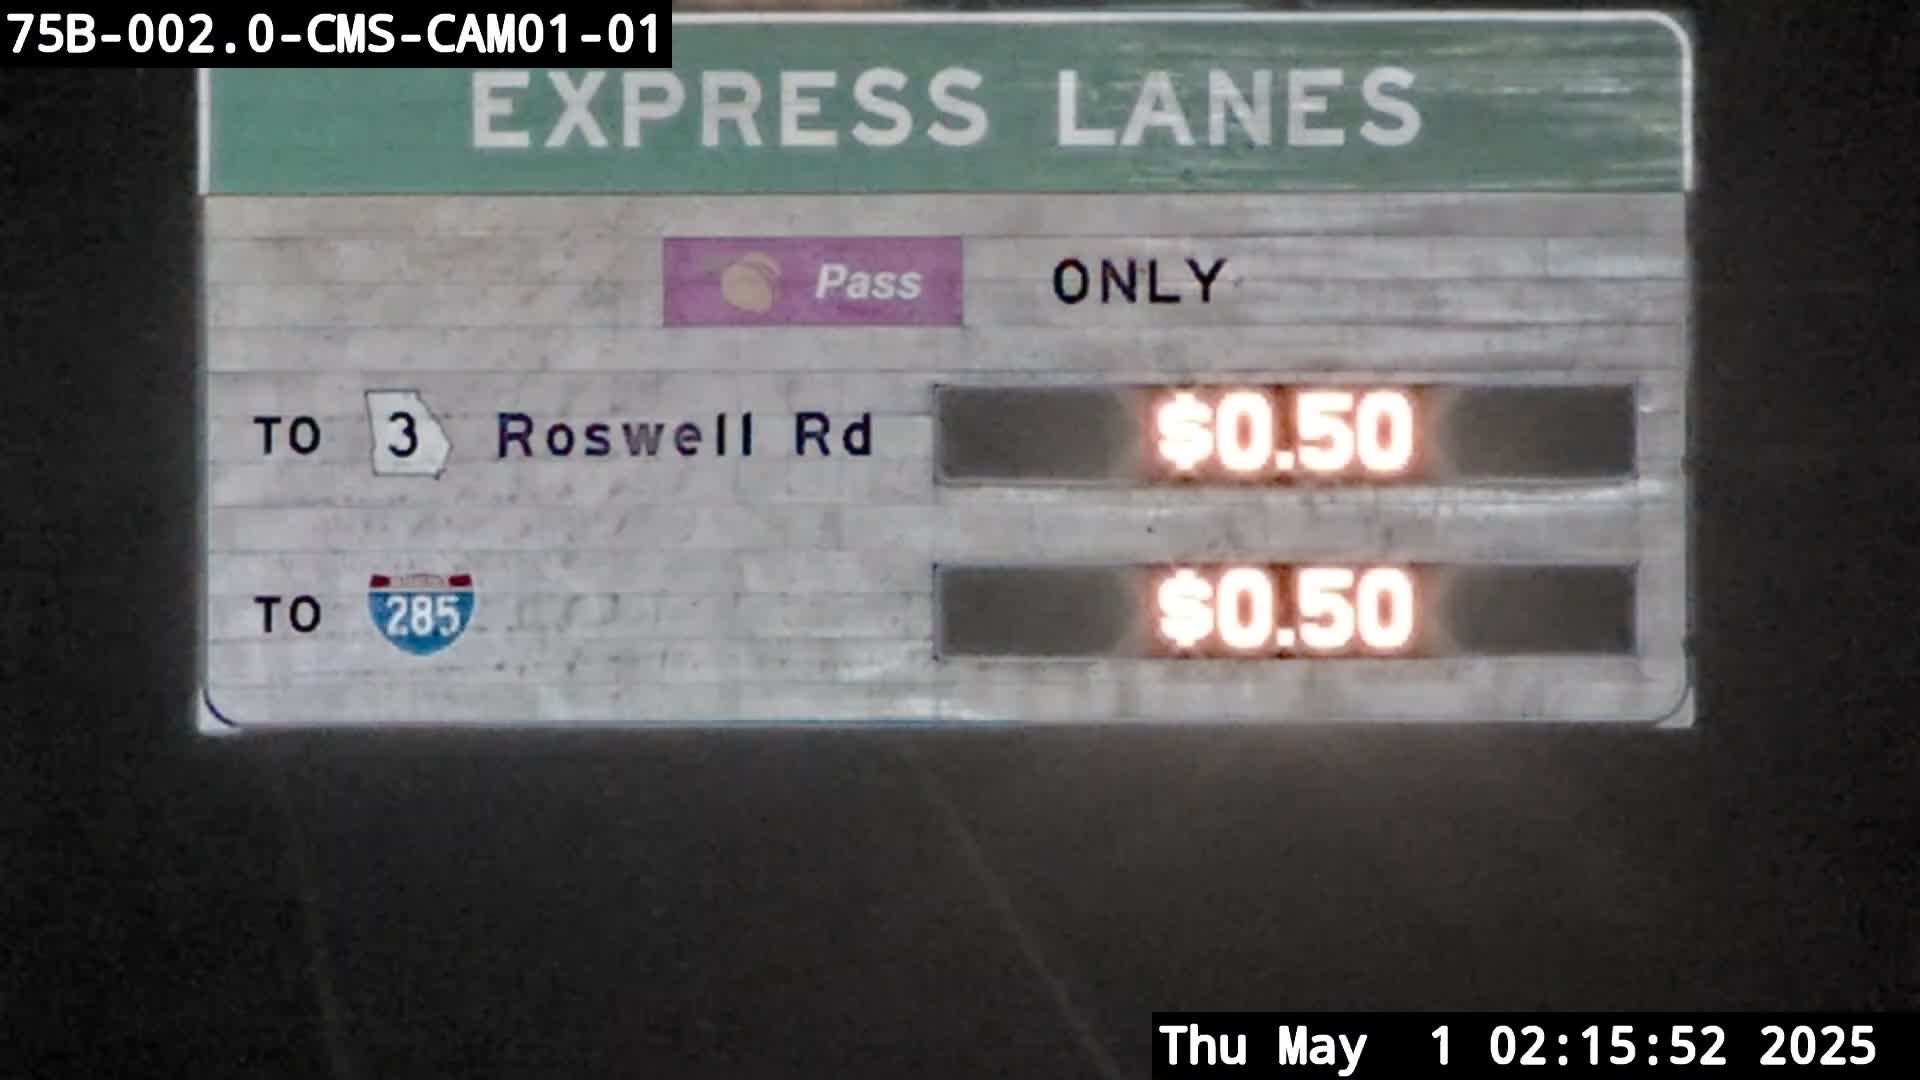 75B-002.0-CMS-CAM01-01
EXPRESS LANES
Pass ONLY
TO 3 Roswell Rd $0.50
TO 285 $0.50
Thu May 1 02:15:52 2025